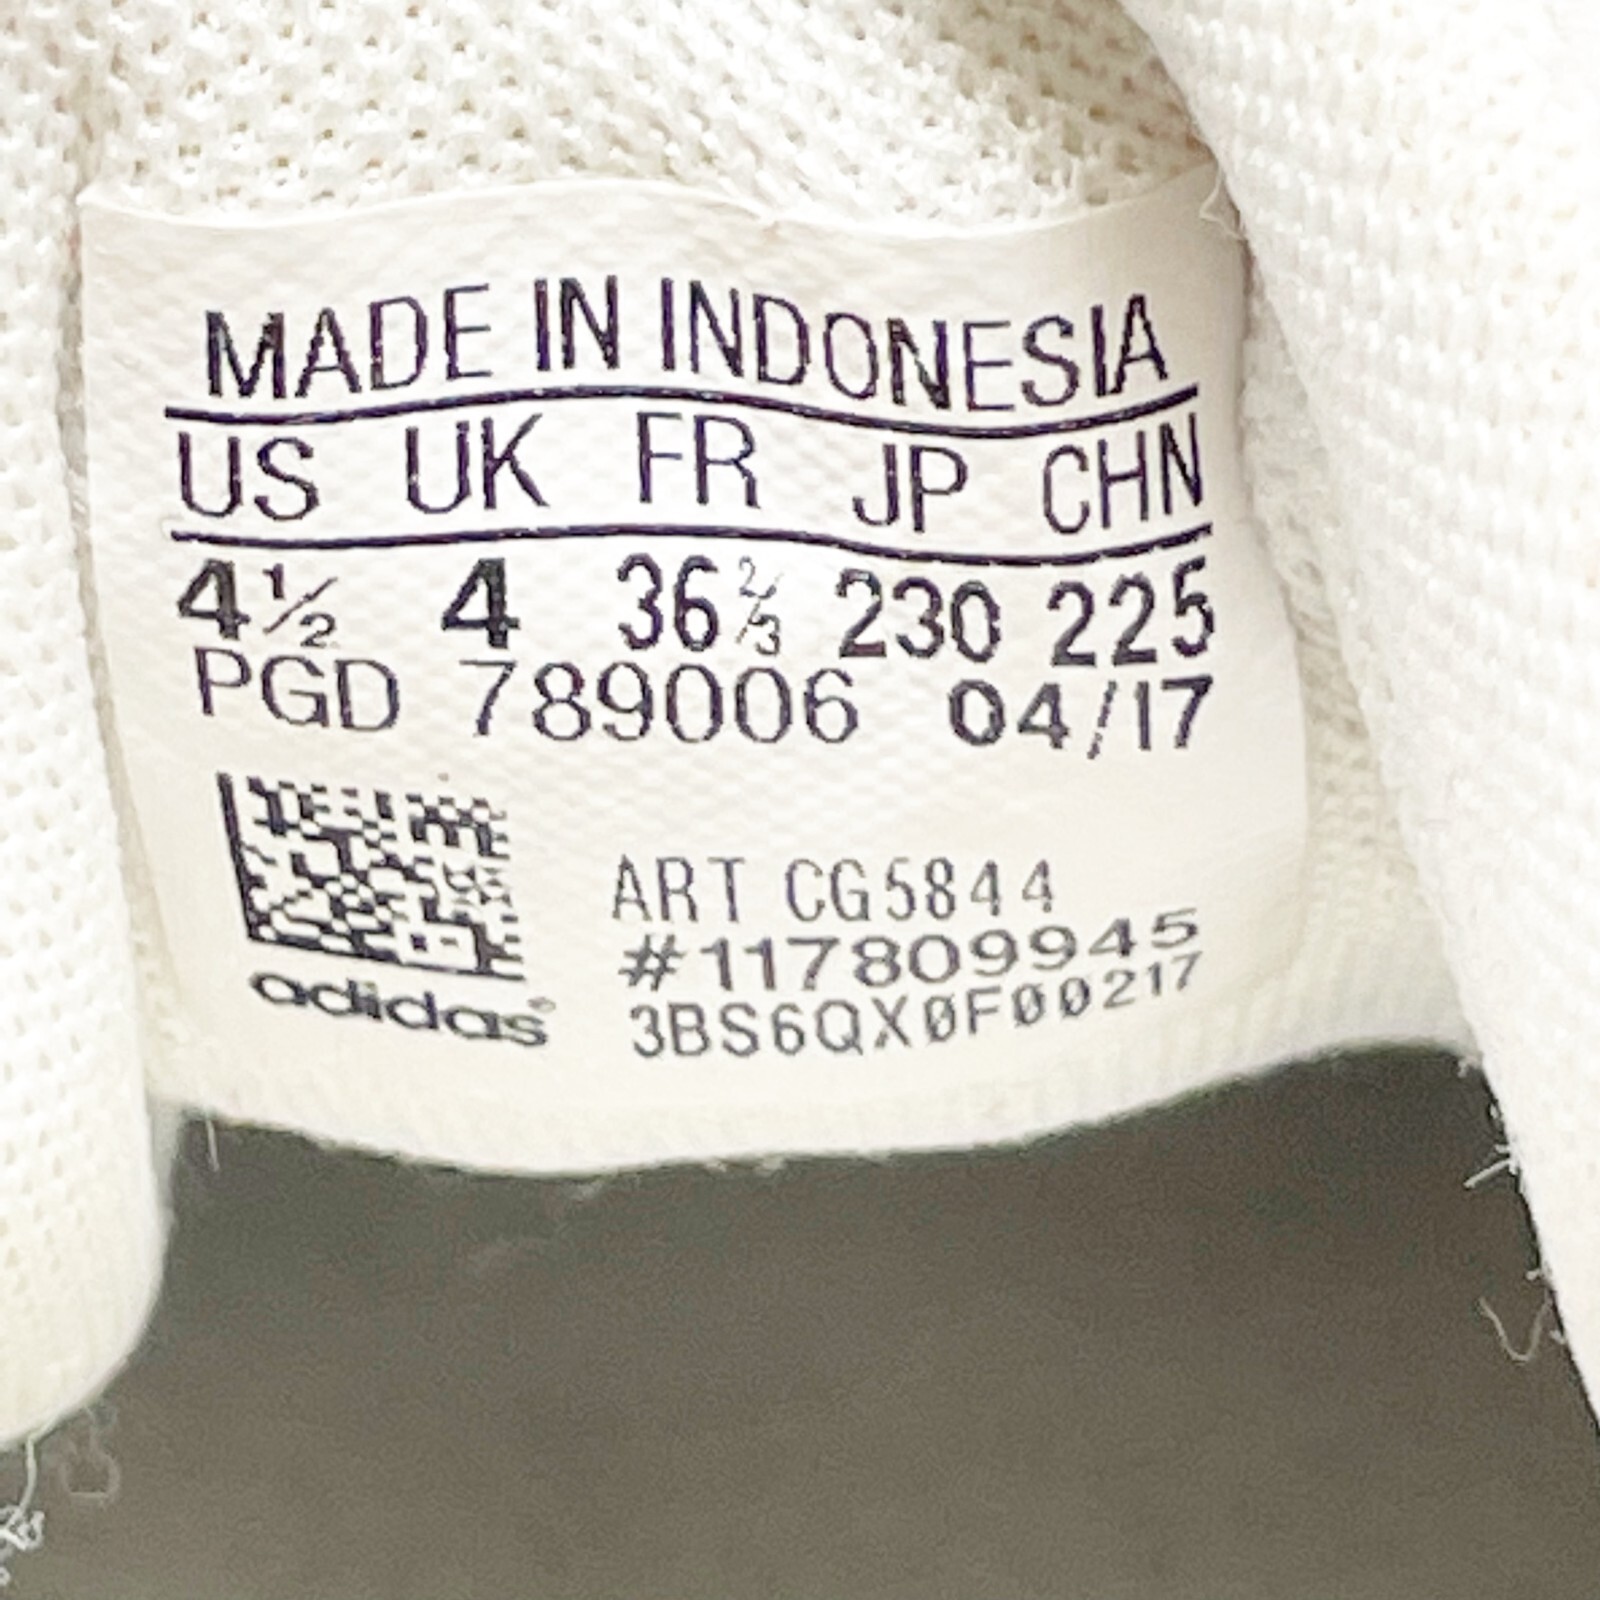 MADE IN INDONESIA
US UK FR JP CHN
4½ 4 36⅔ 230 225
PGD 789006 04/17
ART CG5844
#117809945
3BS6QX0F00217
adidas®